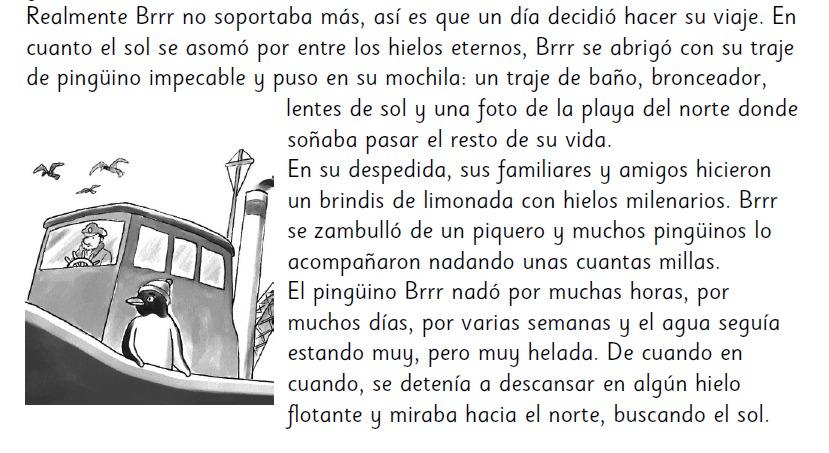 Realmente Brrr no soportaba más, así es que un día decidió hacer su viaje. En
cuanto el sol se asomó por entre los hielos eternos, Brrr se abrigó con su traje
de pingüino impecable y puso en su mochila: un traje de baño, bronceador,
lentes de sol y una foto de la playa del norte donde
soñaba pasar el resto de su vida.
En su despedida, sus familiares y amigos hicieron
un brindis de limonada con hielos milenarios. Brrr
se zambulló de un piquero y muchos pingüinos lo
acompañaron nadando unas cuantas millas.
El pingüino Brrr nadó por muchas horas, por
muchos días, por varias semanas y el agua seguía
estando muy, pero muy helada. De cuando en
cuando, se detenía a descansar en algún hielo
flotante y miraba hacia el norte, buscando el sol.